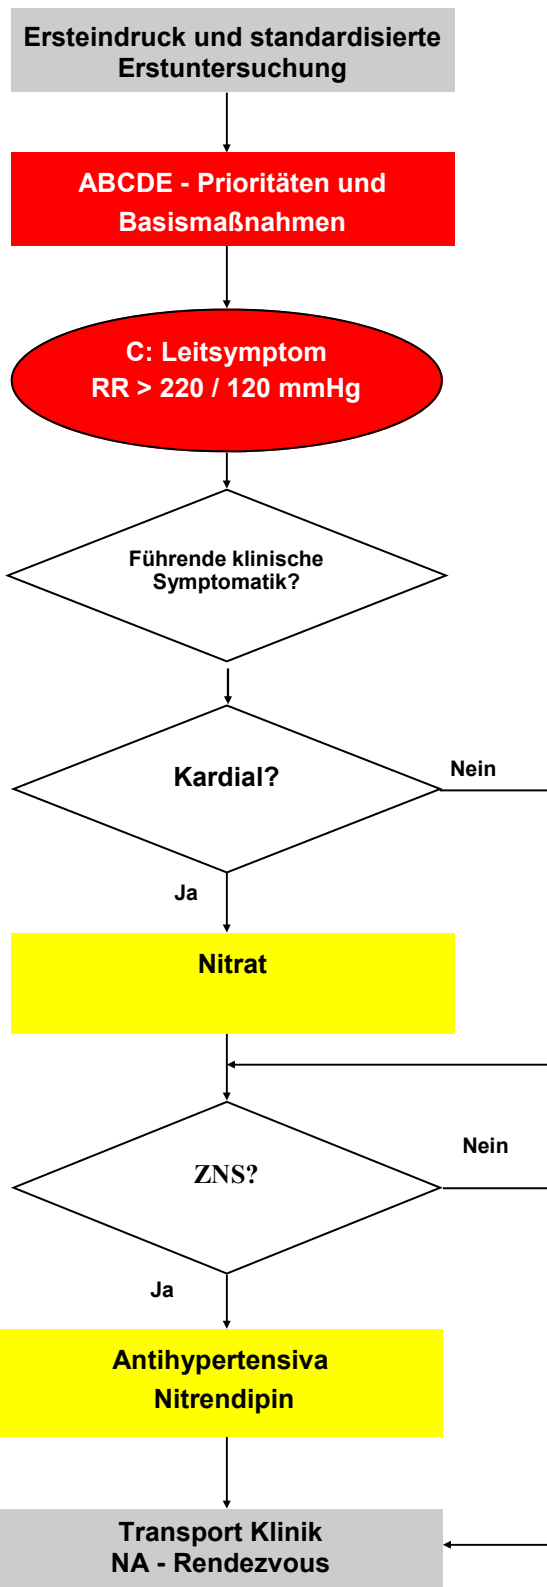 Ersteindruck und standardisierte
Erstuntersuchung
ABCDE - Prioritäten und
Basismaßnahmen
C: Leitsymptom
RR > 220 / 120 mmHg
Führende klinische
Symptomatik?
Kardial?
Nein
Ja
Nitrat
ZNS?
Nein
Ja
Antihypertensiva
Nitrendipin
Transport Klinik
NA - Rendezvous